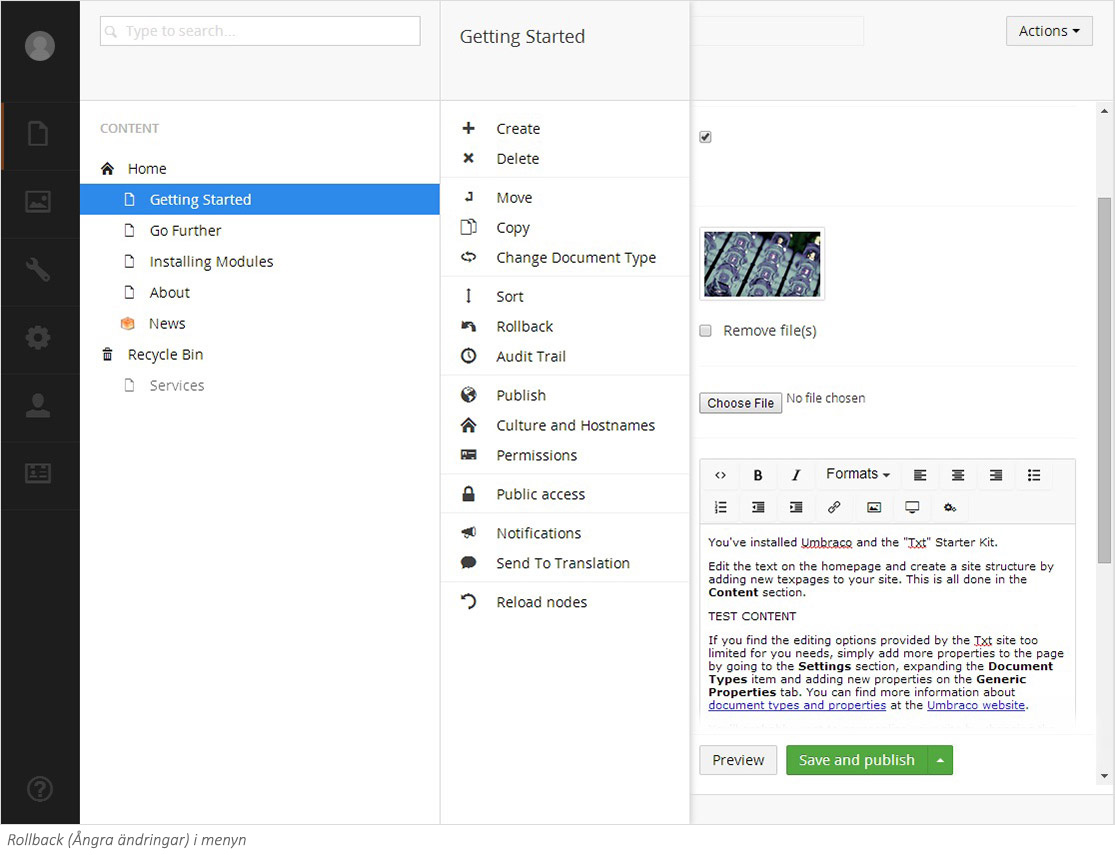 Type to search...
CONTENT
Home
Getting Started
Go Further
Installing Modules
About
News
Recycle Bin
Services
Getting Started
Create
Delete
Move
Copy
Change Document Type
Sort
Rollback
Audit Trail
Publish
Culture and Hostnames
Permissions
Public access
Notifications
Send To Translation
Reload nodes
Actions
Remove file(s)
Choose File No file chosen
B I Formats
You've installed Umbraco and the "Txt" Starter Kit.
Edit the text on the homepage and create a site structure by
adding new texpages to your site. This is all done in the
Content section.
TEST CONTENT
If you find the editing options provided by the Txt site too
limited for you needs, simply add more properties to the page
by going to the Settings section, expanding the Document
Types item and adding new properties on the Generic
Properties tab. You can find more information about
document types and properties at the Umbraco website.
Preview Save and publish
Rollback (Ångra ändringar) i menyn